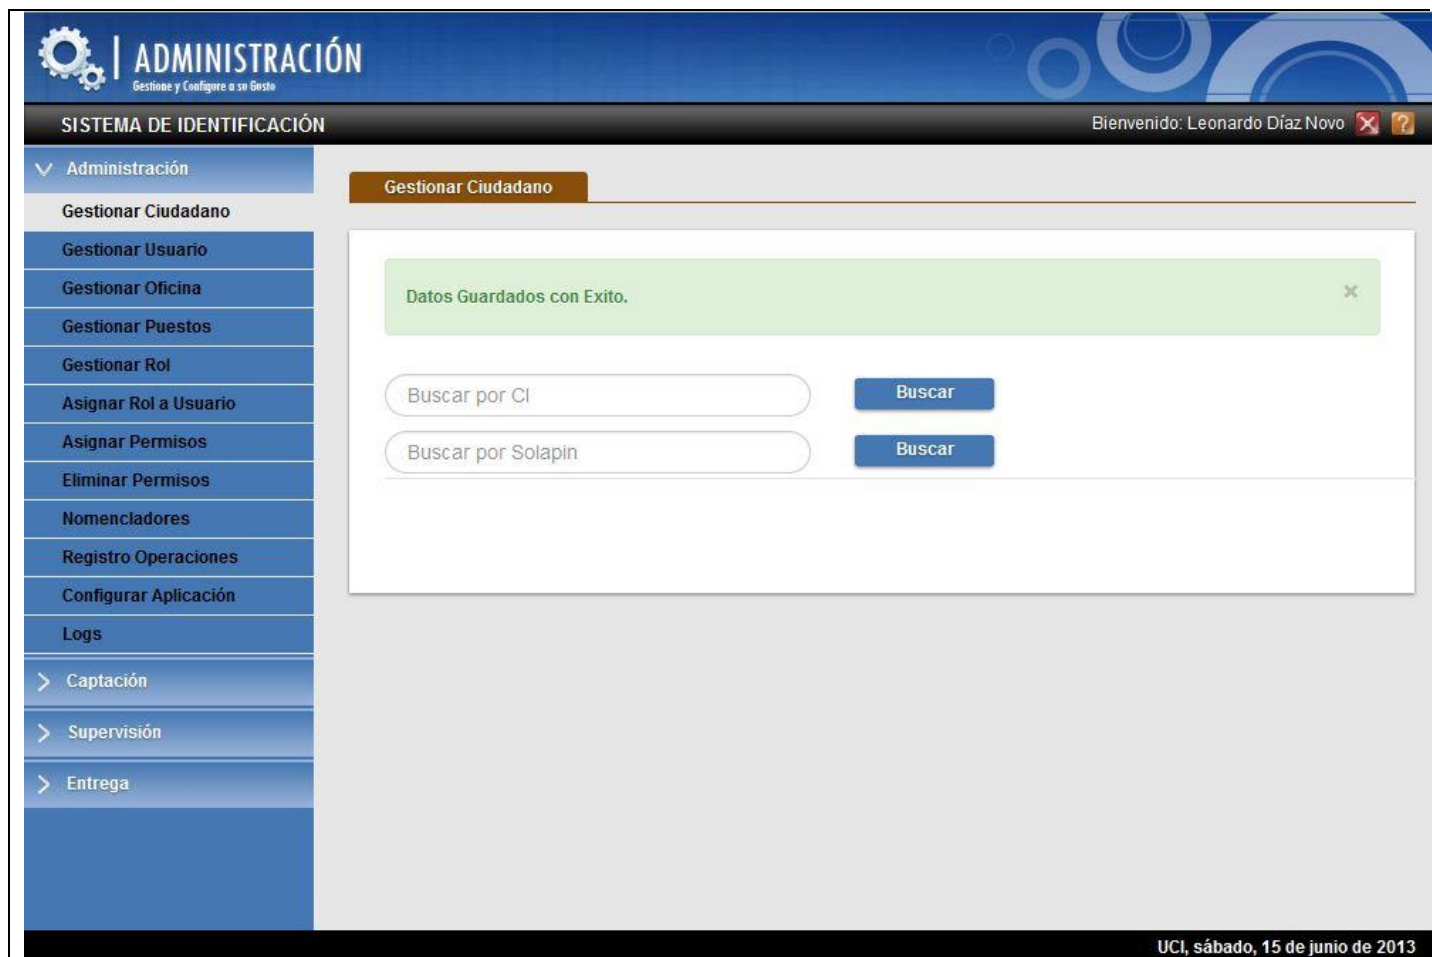 ADMINISTRACIÓN
Gestione y Configure a su Gusto
SISTEMA DE IDENTIFICACIÓN
Bienvenido: Leonardo Díaz Novo
Administración
Gestionar Ciudadano
Gestionar Usuario
Gestionar Oficina
Gestionar Puestos
Gestionar Rol
Asignar Rol a Usuario
Asignar Permisos
Eliminar Permisos
Nomencladores
Registro Operaciones
Configurar Aplicación
Logs
Captación
Supervisión
Entrega
Gestionar Ciudadano
Datos Guardados con Exito.
Buscar por CI
Buscar
Buscar por Solapin
Buscar
UCI, sábado, 15 de junio de 2013